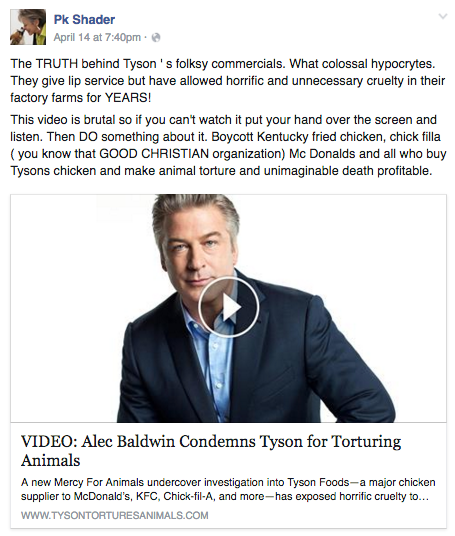 Pk Shader
April 14 at 7:40pm ·
The TRUTH behind Tyson ' s folksy commercials. What colossal hypocrytes.
They give lip service but have allowed horrific and unnecessary cruelty in their
factory farms for YEARS!
This video is brutal so if you can't watch it put your hand over the screen and
listen. Then DO something about it. Boycott Kentucky fried chicken, chick filla
( you know that GOOD CHRISTIAN organization) Mc Donalds and all who buy
Tysons chicken and make animal torture and unimaginable death profitable.
VIDEO: Alec Baldwin Condemns Tyson for Torturing
Animals
A new Mercy For Animals undercover investigation into Tyson Foods—a major chicken
supplier to McDonald's, KFC, Chick-fil-A, and more—has exposed horrific cruelty to...
WWW.TYSONTORTURESANIMALS.COM